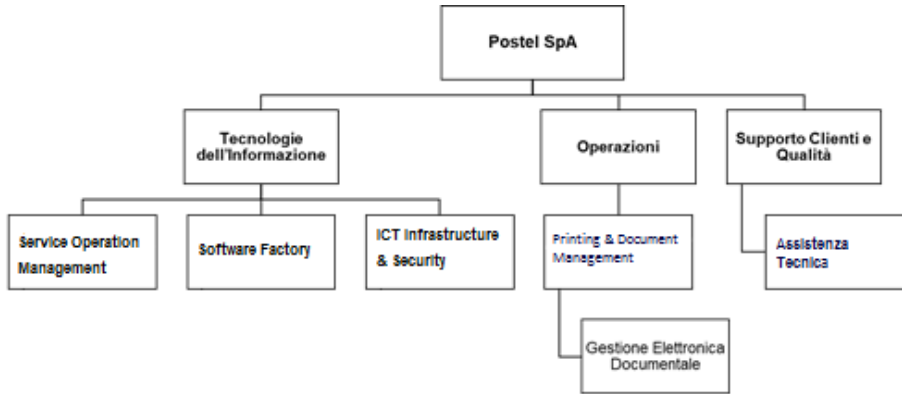 Postel SpA
Tecnologie
dell'Informazione
Operazioni
Supporto Clienti e
Qualità
Service Operation
Management
Software Factory
ICT Infrastructure
& Security
Printing & Document
Management
Assistenza
Tecnica
Gestione Elettronica
Documentale